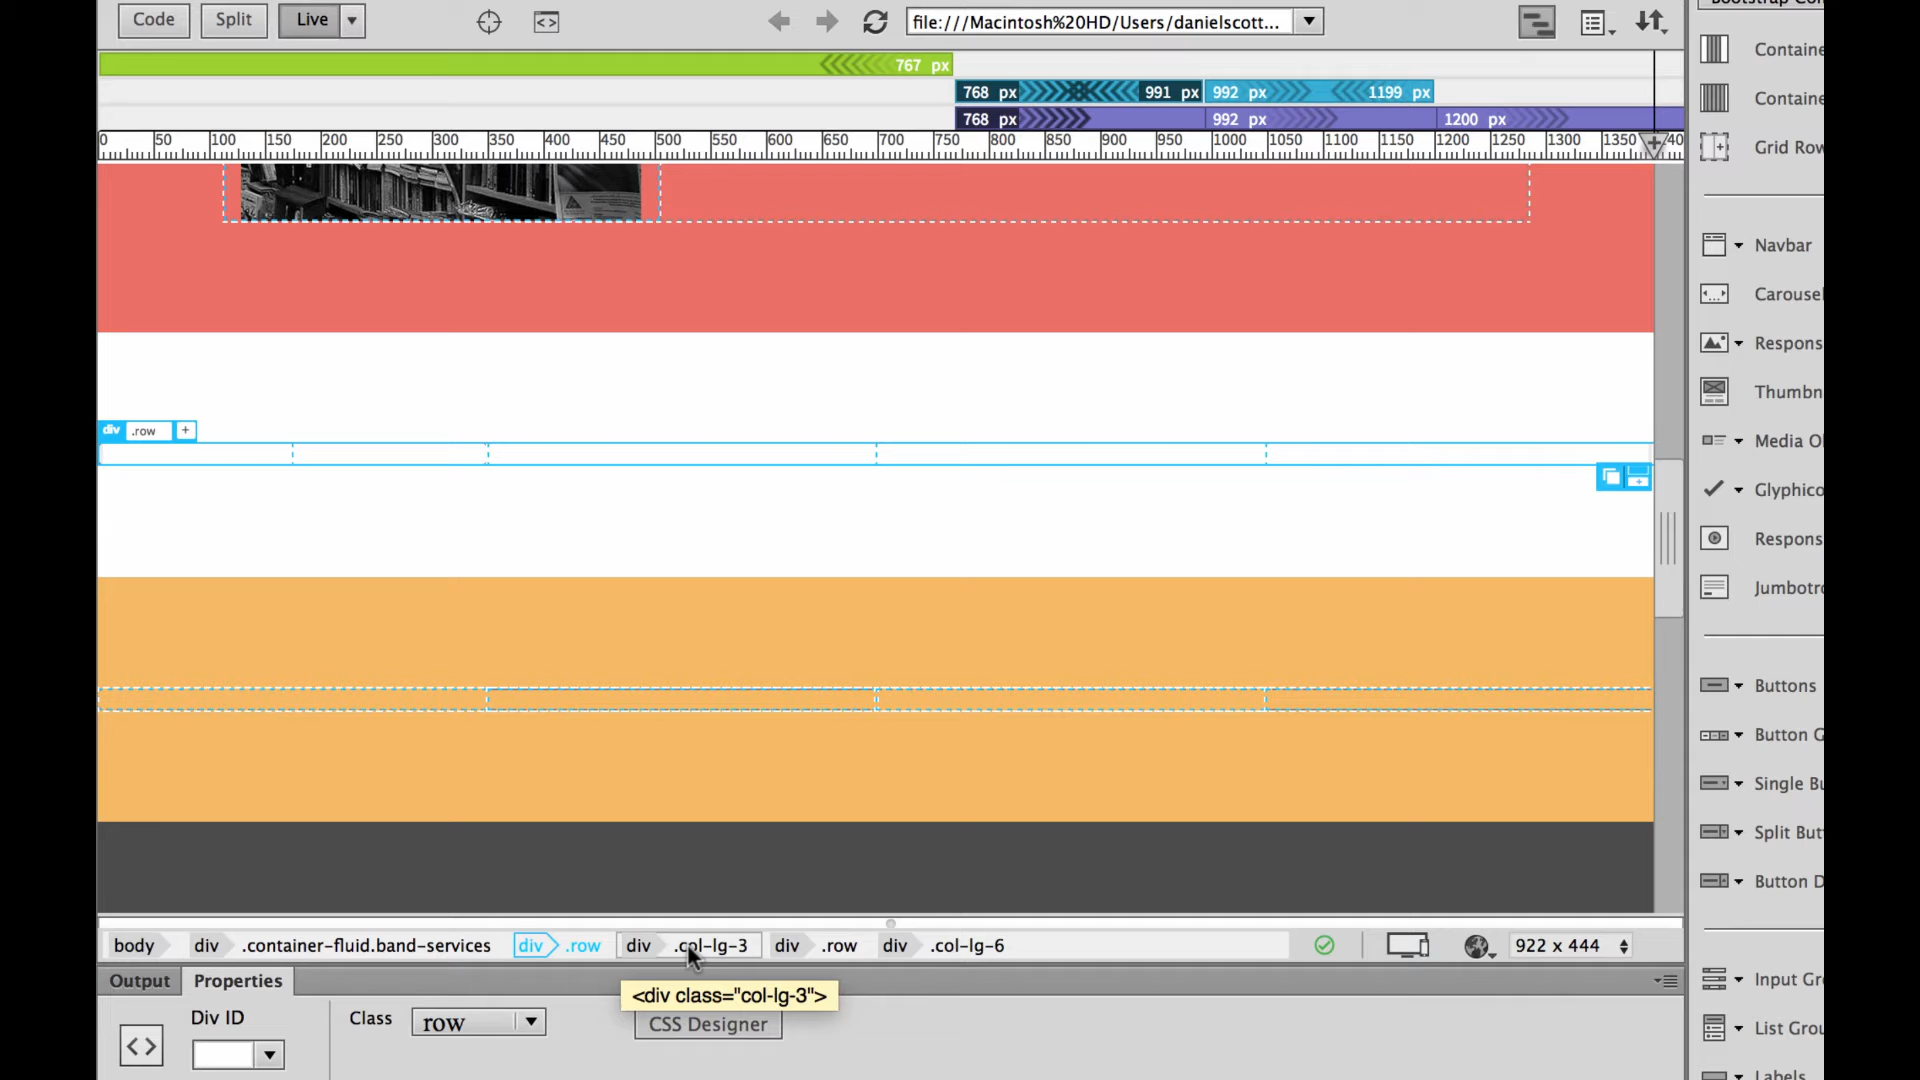 Code Split Live file:///Macintosh%20HD/Users/danielscott... Bootstrap Con
767 px
768 px 991 px 992 px 1199 px
768 px 992 px 1200 px
0 50 100 150 200 250 300 350 400 450 500 550 600 650 700 750 800 850 900 950 1000 1050 1100 1150 1200 1250 1300 1350 40
Containe
Containe
Grid Row
Navbar
Carousel
Respons
Thumbn
Media Ol
Glyphico
Respons
Jumbotro
Buttons
Button G
Single Bu
Split But
Button D
Input Gr
List Grou
Labels
div .row +
body div .container-fluid.band-services div .row div .col-lg-3 div .row div .col-lg-6 922 x 444
Output Properties
<div class="col-lg-3">
Div ID Class row CSS Designer